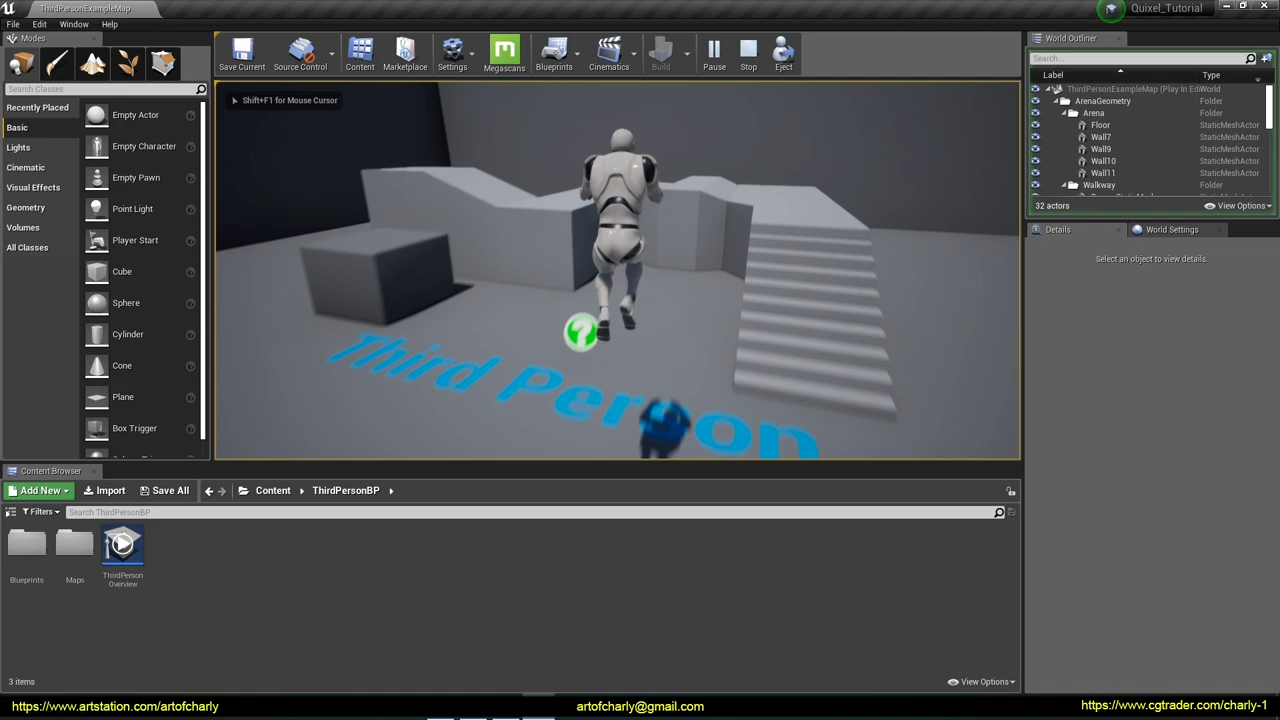 ThirdPersonExampleMap
Quixel_Tutorial
File Edit Window Help
Modes
Search Classes
Recently Placed
Basic
Lights
Cinematic
Visual Effects
Geometry
Volumes
All Classes
Empty Actor
Empty Character
Empty Pawn
Point Light
Player Start
Cube
Sphere
Cylinder
Cone
Plane
Box Trigger
Save Current
Source Control
Content
Marketplace
Settings
Megascans
Blueprints
Cinematics
Build
Pause
Stop
Eject
Shift+F1 for Mouse Cursor
Third Person
World Outliner
Search...
Label Type
ThirdPersonExampleMap (Play In Edi World
ArenaGeometry Folder
Arena Folder
Floor StaticMeshActor
Wall7 StaticMeshActor
Wall9 StaticMeshActor
Wall10 StaticMeshActor
Wall11 StaticMeshActor
Walkway Folder
32 actors View Options
Details World Settings
Select an object to view details.
Content Browser
Add New Import Save All Content ThirdPersonBP
Filters Search ThirdPersonBP
Blueprints
Maps
ThirdPerson
Overview
3 items View Options
https://www.artstation.com/artofcharly artofcharly@gmail.com https://www.cgtrader.com/charly-1